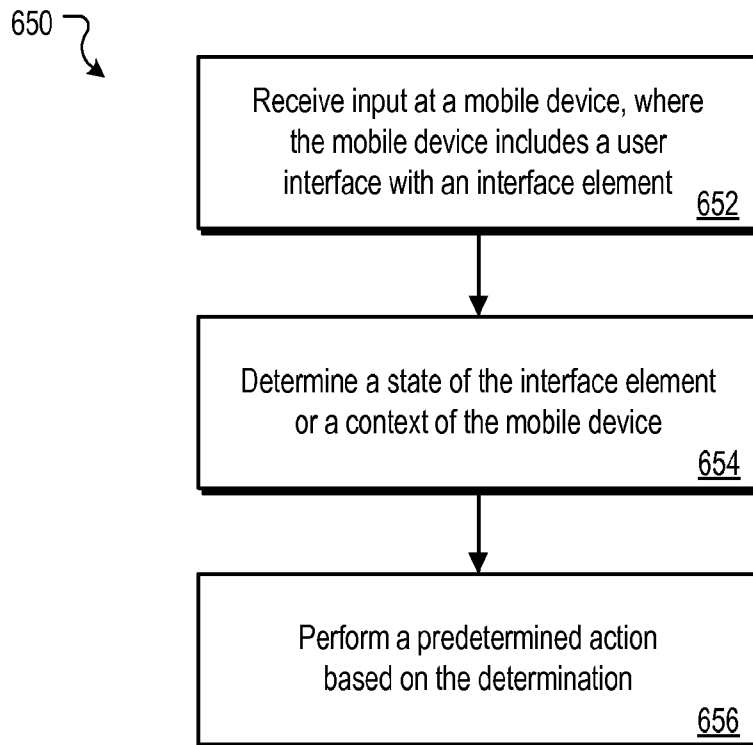 650
Receive input at a mobile device, where
the mobile device includes a user
interface with an interface element
652
Determine a state of the interface element
or a context of the mobile device
654
Perform a predetermined action
based on the determination
656